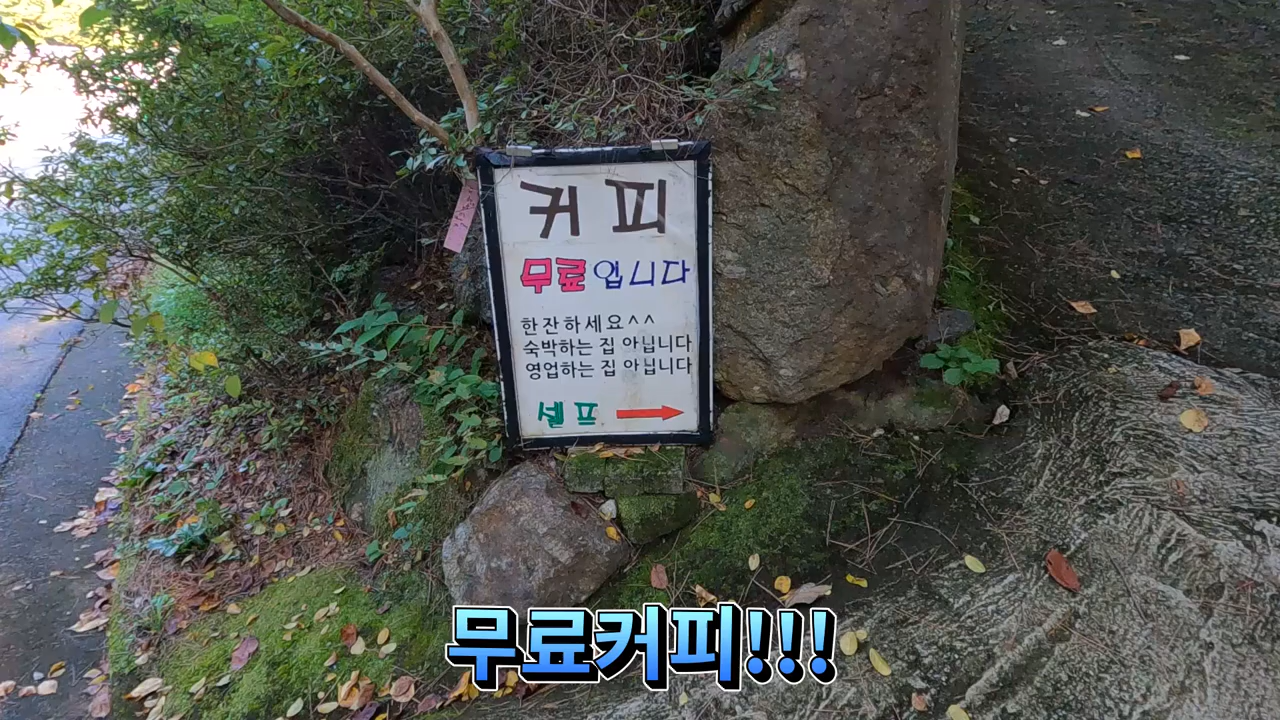 커피
무료입니다
한잔하세요^^
숙박하는 집 아닙니다
영업하는 집 아닙니다
셀프
무료커피!!!